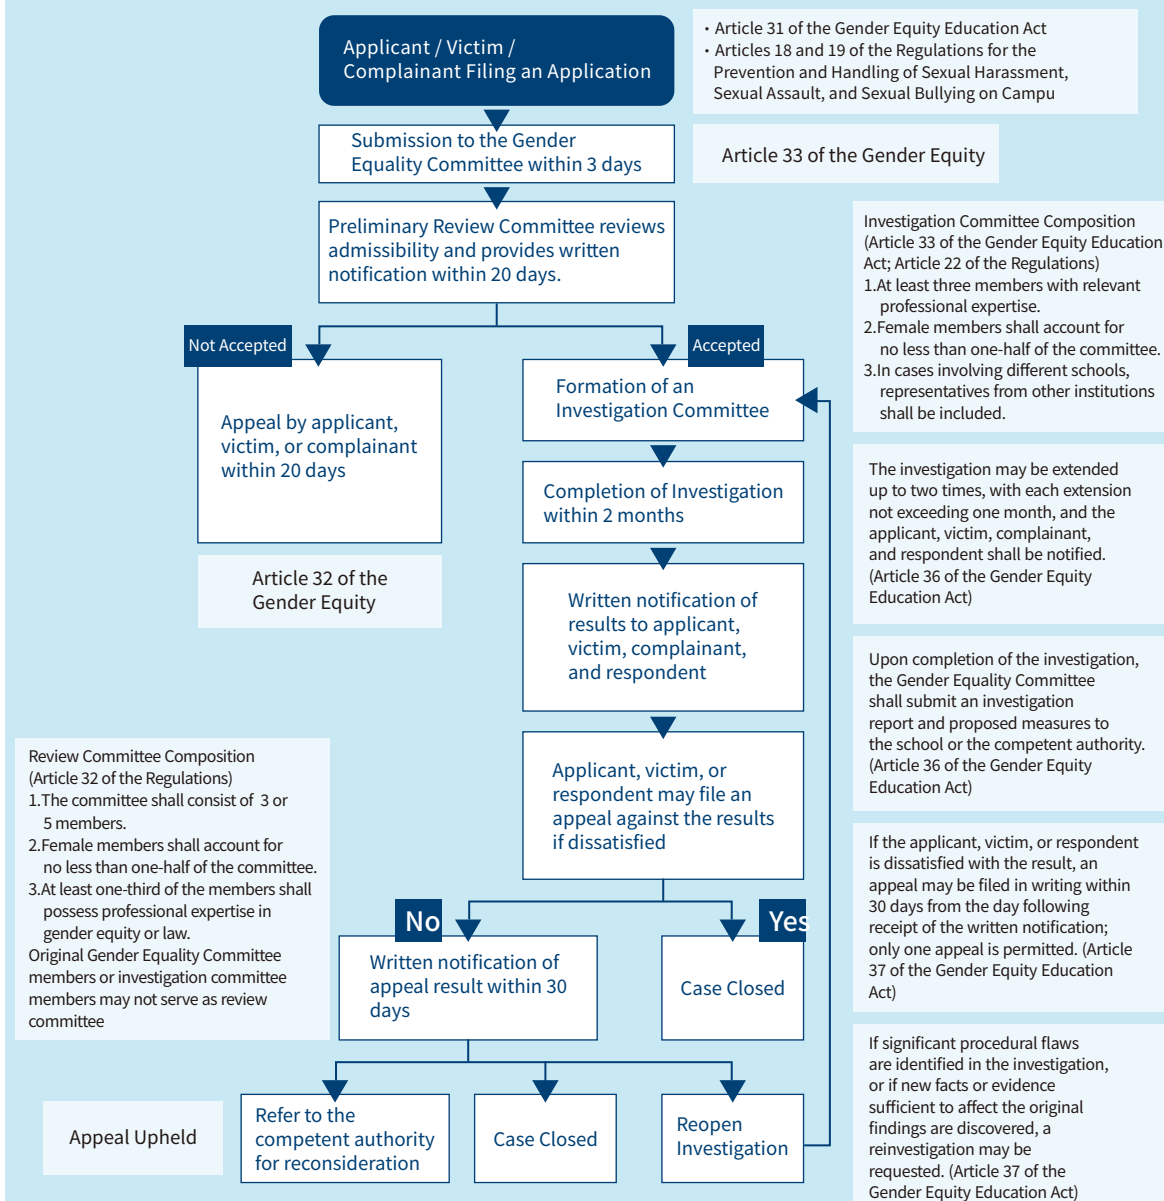 Applicant / Victim /
Complainant Filing an Application
・Article 31 of the Gender Equity Education Act
・Articles 18 and 19 of the Regulations for the
Prevention and Handling of Sexual Harassment,
Sexual Assault, and Sexual Bullying on Campu
Submission to the Gender
Equality Committee within 3 days
Article 33 of the Gender Equity
Preliminary Review Committee reviews
admissibility and provides written
notification within 20 days.
Investigation Committee Composition
(Article 33 of the Gender Equity Education
Act; Article 22 of the Regulations)
1.At least three members with relevant
professional expertise.
2.Female members shall account for
no less than one-half of the committee.
3.In cases involving different schools,
representatives from other institutions
shall be included.
Not Accepted
Accepted
Appeal by applicant,
victim, or complainant
within 20 days
Formation of an
Investigation Committee
Completion of Investigation
within 2 months
The investigation may be extended
up to two times, with each extension
not exceeding one month, and the
applicant, victim, complainant,
and respondent shall be notified.
(Article 36 of the Gender Equity
Education Act)
Article 32 of the
Gender Equity
Written notification of
results to applicant,
victim, complainant,
and respondent
Upon completion of the investigation,
the Gender Equality Committee
shall submit an investigation
report and proposed measures to
the school or the competent authority.
(Article 36 of the Gender Equity
Education Act)
Review Committee Composition
(Article 32 of the Regulations)
1.The committee shall consist of 3 or
5 members.
2.Female members shall account for
no less than one-half of the committee.
3.At least one-third of the members shall
possess professional expertise in
gender equity or law.
Original Gender Equality Committee
members or investigation committee
members may not serve as review
committee
Applicant, victim, or
respondent may file an
appeal against the results
if dissatisfied
If the applicant, victim, or respondent
is dissatisfied with the result, an
appeal may be filed in writing within
30 days from the day following
receipt of the written notification;
only one appeal is permitted. (Article
37 of the Gender Equity Education
Act)
No
Yes
Written notification of
appeal result within 30
days
Case Closed
If significant procedural flaws
are identified in the investigation,
or if new facts or evidence
sufficient to affect the original
findings are discovered, a
reinvestigation may be
requested. (Article 37 of the
Gender Equity Education Act)
Appeal Upheld
Refer to the
competent authority
for reconsideration
Case Closed
Reopen
Investigation